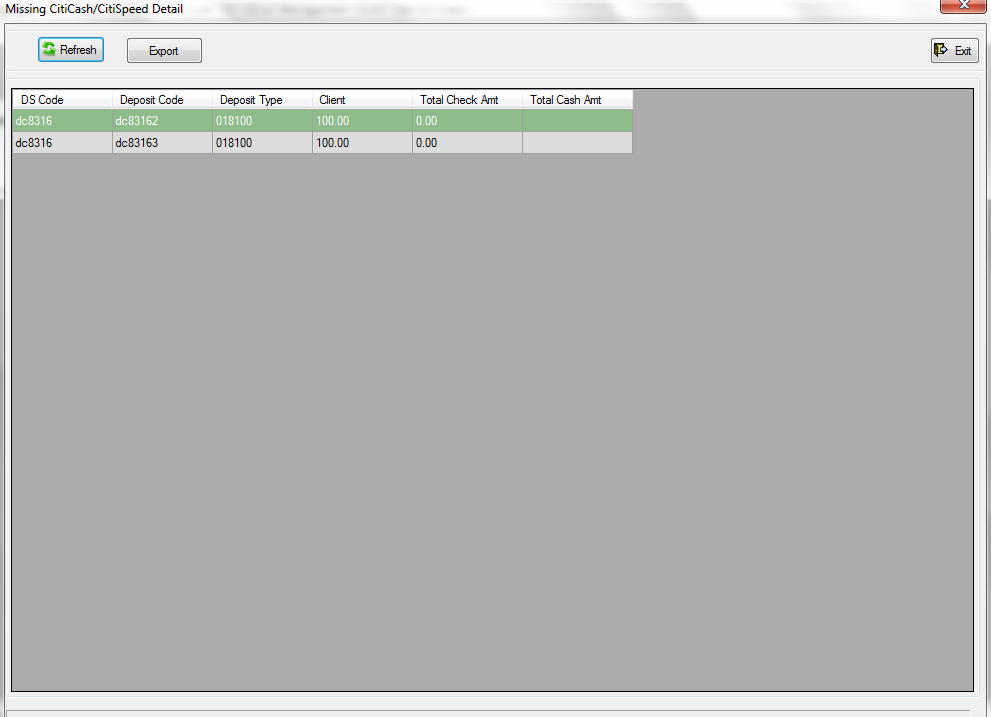 Missing CitiCash/CitiSpeed Detail
Refresh Export Exit
DS Code Deposit Code Deposit Type Client Total Check Amt Total Cash Amt
dc8316 dc83162 018100 100.00 0.00
dc8316 dc83163 018100 100.00 0.00